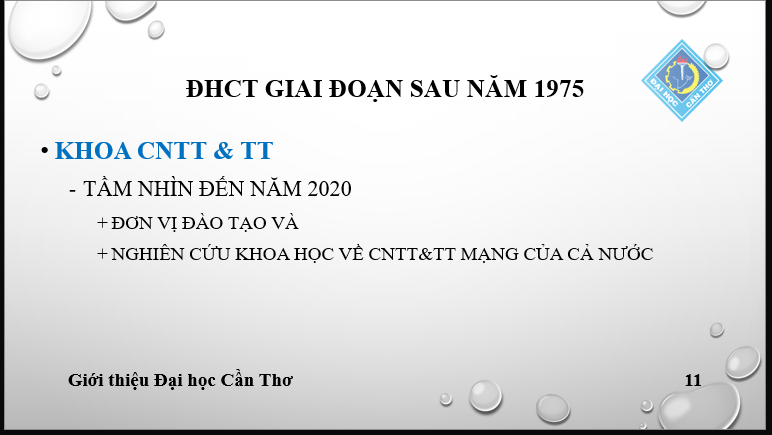 ĐHCT GIAI ĐOẠN SAU NĂM 1975
ĐẠI HỌC
CẦN THƠ
• KHOA CNTT & TT
- TẦM NHÌN ĐẾN NĂM 2020
+ ĐƠN VỊ ĐÀO TẠO VÀ
+ NGHIÊN CỨU KHOA HỌC VỀ CNTT&TT MẠNG CỦA CẢ NƯỚC
Giới thiệu Đại học Cần Thơ
11